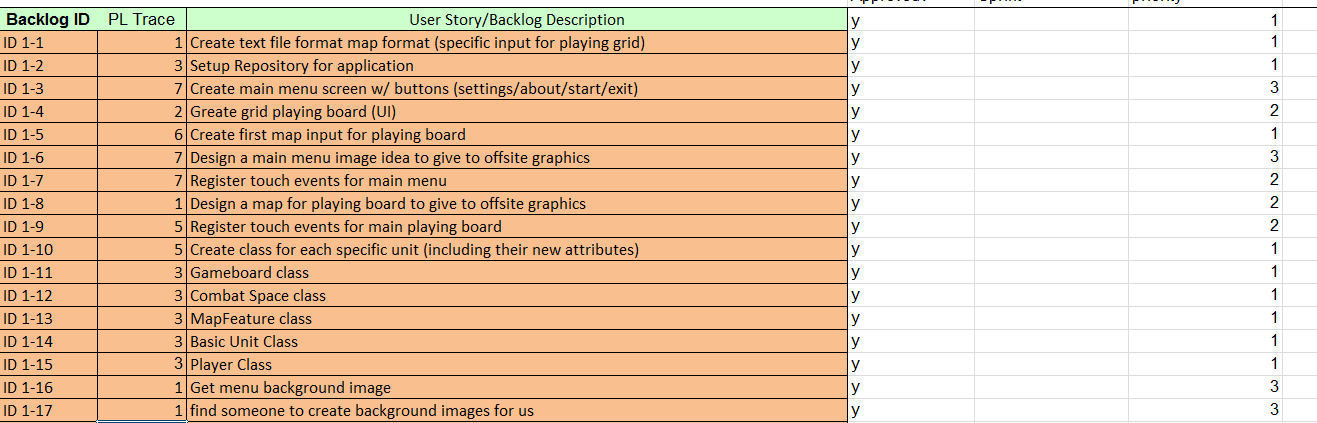 Approved? Sprint priority
Backlog ID PL Trace User Story/Backlog Description y 1
ID 1-1 1 Create text file format map format (specific input for playing grid) y 1
ID 1-2 3 Setup Repository for application y 1
ID 1-3 7 Create main menu screen w/ buttons (settings/about/start/exit) y 3
ID 1-4 2 Greate grid playing board (UI) y 2
ID 1-5 6 Create first map input for playing board y 1
ID 1-6 7 Design a main menu image idea to give to offsite graphics y 3
ID 1-7 7 Register touch events for main menu y 2
ID 1-8 1 Design a map for playing board to give to offsite graphics y 2
ID 1-9 5 Register touch events for main playing board y 2
ID 1-10 5 Create class for each specific unit (including their new attributes) y 1
ID 1-11 3 Gameboard class y 1
ID 1-12 3 Combat Space class y 1
ID 1-13 3 MapFeature class y 1
ID 1-14 3 Basic Unit Class y 1
ID 1-15 3 Player Class y 1
ID 1-16 1 Get menu background image y 3
ID 1-17 1 find someone to create background images for us y 3